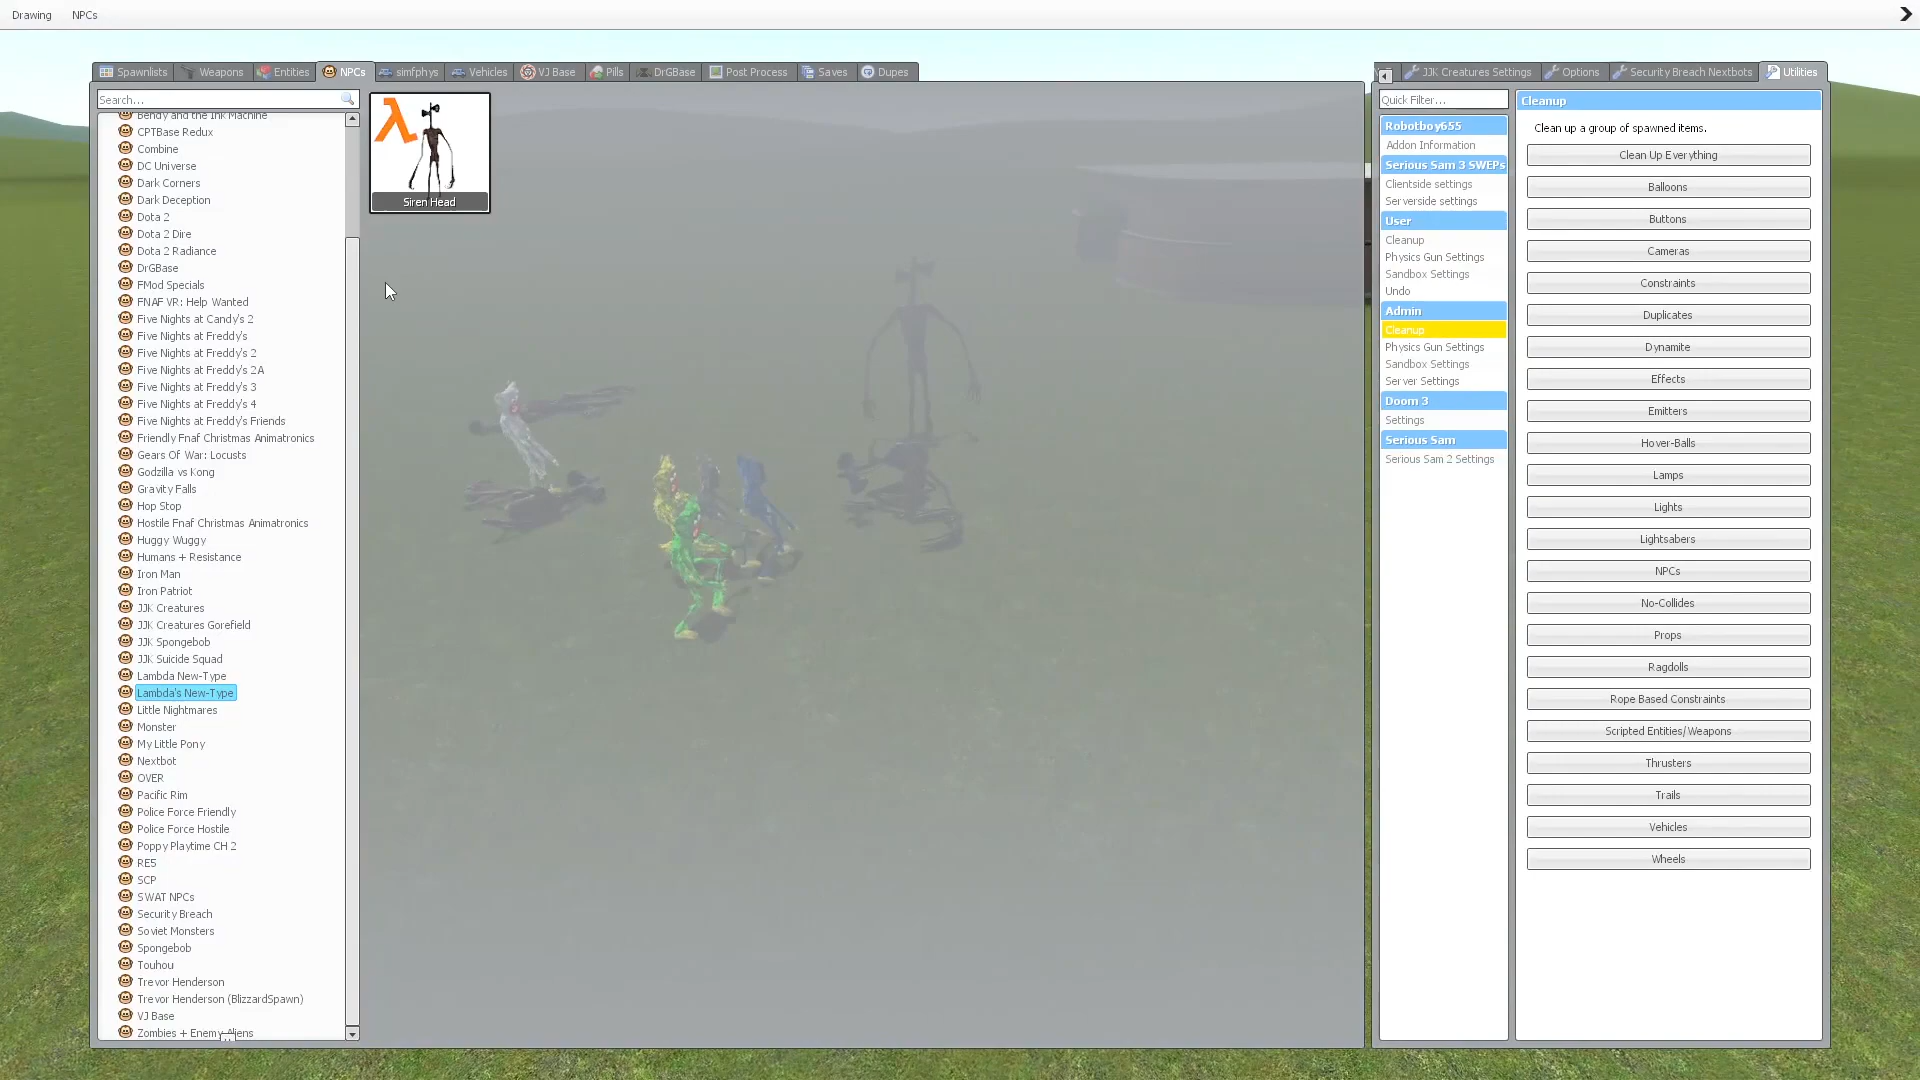 Drawing NPCs
Spawnlists Weapons Entities NPCs simfphys Vehicles VJ Base Pills DrGBase Post Process Saves Dupes
Search...
Bendy and the Ink Machine
CPTBase Redux
Combine
DC Universe
Dark Corners
Dark Deception
Dota 2
Dota 2 Dire
Dota 2 Radiance
DrGBase
FMod Specials
FNAF VR: Help Wanted
Five Nights at Candy's 2
Five Nights at Freddy's
Five Nights at Freddy's 2
Five Nights at Freddy's 2A
Five Nights at Freddy's 3
Five Nights at Freddy's 4
Five Nights at Freddy's Friends
Friendly Fnaf Christmas Animatronics
Gears Of War: Locusts
Godzilla vs Kong
Gravity Falls
Hop Stop
Hostile Fnaf Christmas Animatronics
Huggy Wuggy
Humans + Resistance
Iron Man
Iron Patriot
JJK Creatures
JJK Creatures Gorefield
JJK Spongebob
JJK Suicide Squad
Lambda New-Type
Lambda's New-Type
Little Nightmares
Monster
My Little Pony
Nextbot
OVER
Pacific Rim
Police Force Friendly
Police Force Hostile
Poppy Playtime CH 2
RE5
SCP
SWAT NPCs
Security Breach
Soviet Monsters
Spongebob
Touhou
Trevor Henderson
Trevor Henderson (BlizzardSpawn)
VJ Base
Zombies + Enemy Aliens
λ
Siren Head
JJK Creatures Settings Options Security Breach Nextbots Utilities
Quick Filter...
Robotboy655
Addon Information
Serious Sam 3 SWEPs
Clientside settings
Serverside settings
User
Cleanup
Physics Gun Settings
Sandbox Settings
Undo
Admin
Cleanup
Physics Gun Settings
Sandbox Settings
Server Settings
Doom 3
Settings
Serious Sam
Serious Sam 2 Settings
Cleanup
Clean up a group of spawned items.
Clean Up Everything
Balloons
Buttons
Cameras
Constraints
Duplicates
Dynamite
Effects
Emitters
Hover-Balls
Lamps
Lights
Lightsabers
NPCs
No-Collides
Props
Ragdolls
Rope Based Constraints
Scripted Entities/Weapons
Thrusters
Trails
Vehicles
Wheels